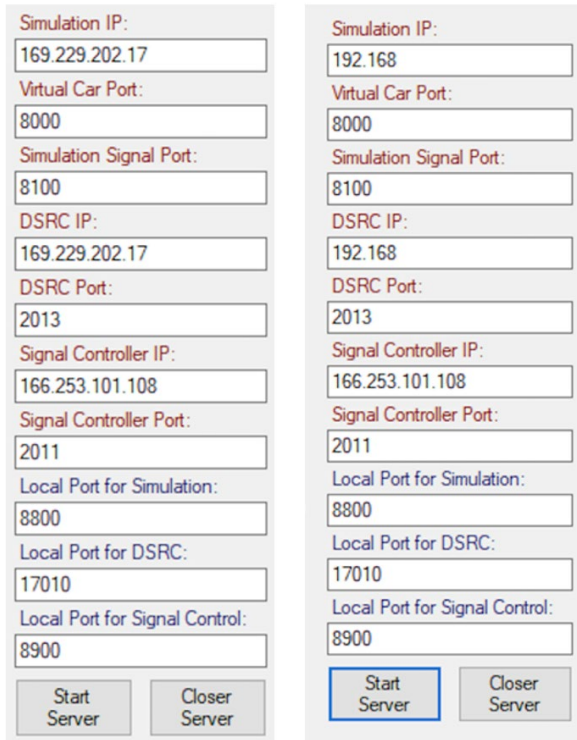 Simulation IP:
169.229.202.17
Virtual Car Port:
8000
Simulation Signal Port:
8100
DSRC IP:
169.229.202.17
DSRC Port:
2013
Signal Controller IP:
166.253.101.108
Signal Controller Port:
2011
Local Port for Simulation:
8800
Local Port for DSRC:
17010
Local Port for Signal Control:
8900
Start
Server
Closer
Server
Simulation IP:
192.168
Virtual Car Port:
8000
Simulation Signal Port:
8100
DSRC IP:
192.168
DSRC Port:
2013
Signal Controller IP:
166.253.101.108
Signal Controller Port:
2011
Local Port for Simulation:
8800
Local Port for DSRC:
17010
Local Port for Signal Control:
8900
Start
Server
Closer
Server